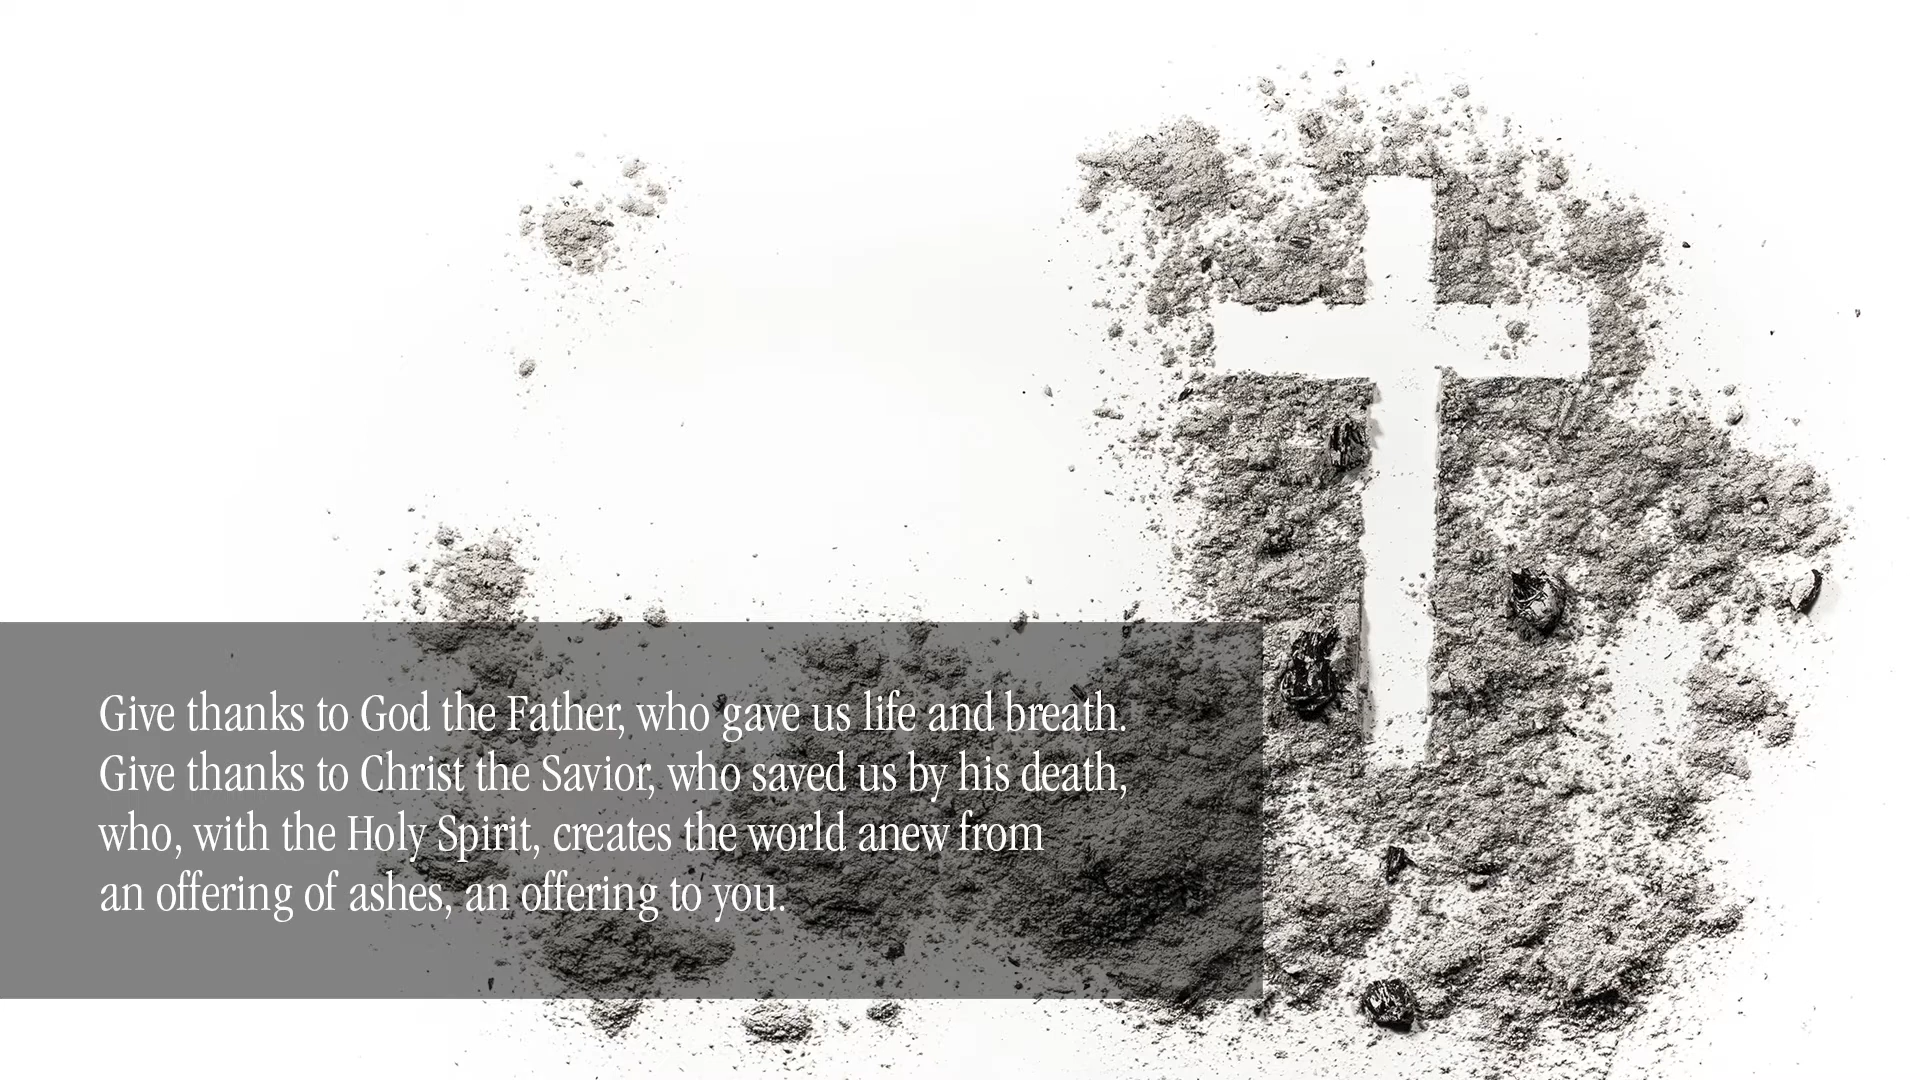 Give thanks to God the Father, who gave us life and breath.
Give thanks to Christ the Savior, who saved us by his death,
who, with the Holy Spirit, creates the world anew from
an offering of ashes, an offering to you.